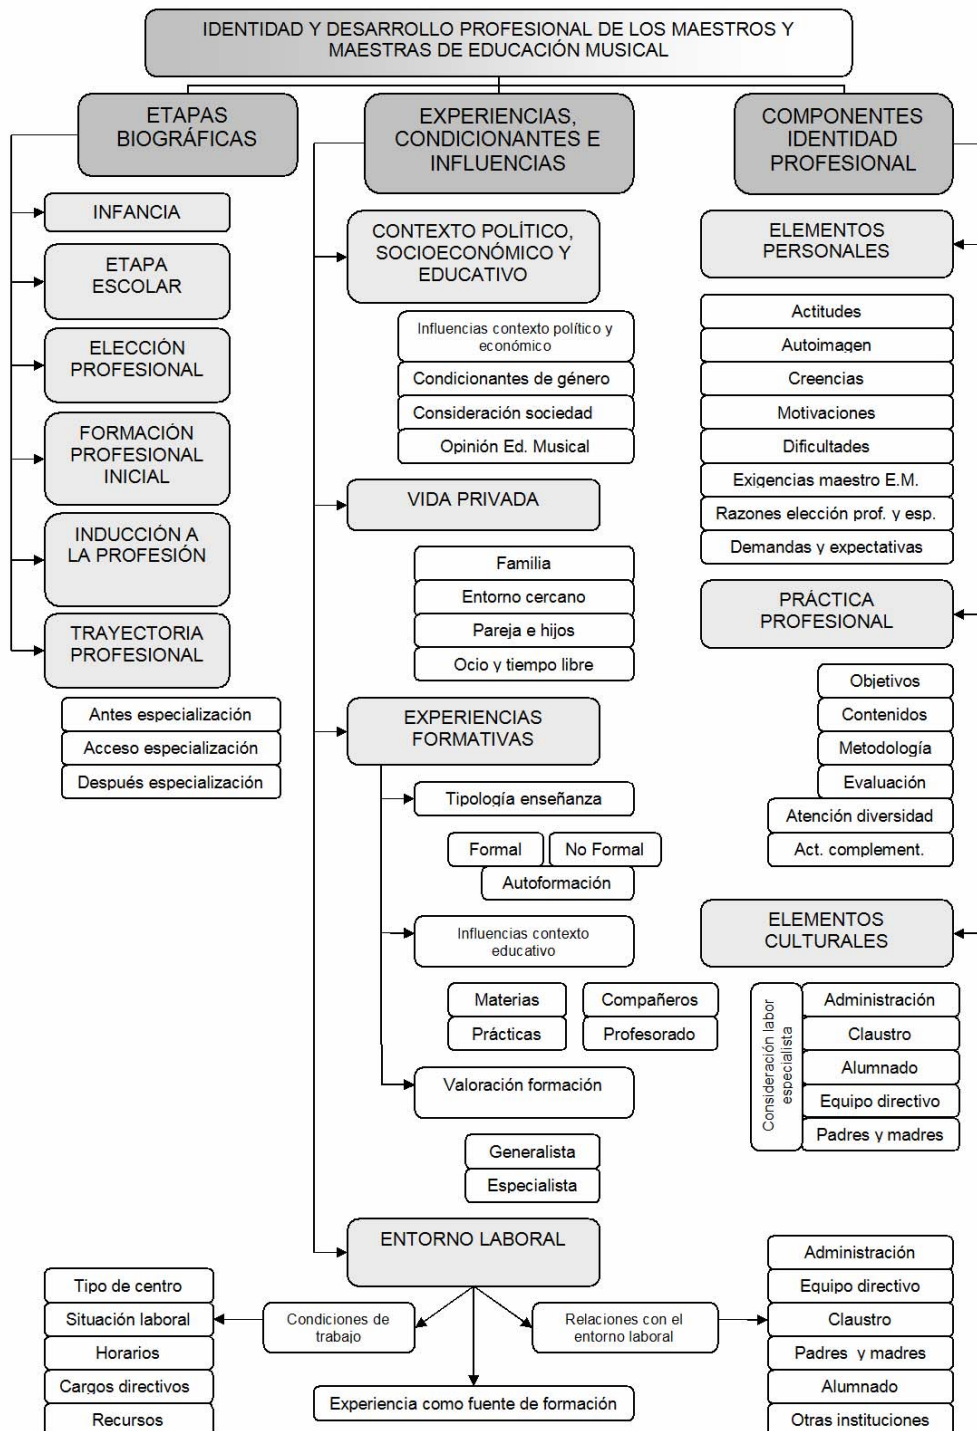 IDENTIDAD Y DESARROLLO PROFESIONAL DE LOS MAESTROS Y
MAESTRAS DE EDUCACIÓN MUSICAL
ETAPAS
BIOGRÁFICAS
INFANCIA
ETAPA
ESCOLAR
ELECCIÓN
PROFESIONAL
FORMACIÓN
PROFESIONAL
INICIAL
INDUCCIÓN A
LA PROFESIÓN
TRAYECTORIA
PROFESIONAL
Antes especialización
Acceso especialización
Después especialización
EXPERIENCIAS,
CONDICIONANTES E
INFLUENCIAS
CONTEXTO POLÍTICO,
SOCIOECONÓMICO Y
EDUCATIVO
Influencias contexto político y
económico
Condicionantes de género
Consideración sociedad
Opinión Ed. Musical
VIDA PRIVADA
Familia
Entorno cercano
Pareja e hijos
Ocio y tiempo libre
EXPERIENCIAS
FORMATIVAS
Tipología enseñanza
Formal
No Formal
Autoformación
Influencias contexto
educativo
Materias
Compañeros
Prácticas
Profesorado
Valoración formación
Generalista
Especialista
ENTORNO LABORAL
Condiciones de
trabajo
Tipo de centro
Situación laboral
Horarios
Cargos directivos
Recursos
Experiencia como fuente de formación
Relaciones con el
entorno laboral
Administración
Equipo directivo
Claustro
Padres y madres
Alumnado
Otras instituciones
COMPONENTES
IDENTIDAD
PROFESIONAL
ELEMENTOS
PERSONALES
Actitudes
Autoimagen
Creencias
Motivaciones
Dificultades
Exigencias maestro E.M.
Razones elección prof. y esp.
Demandas y expectativas
PRÁCTICA
PROFESIONAL
Objetivos
Contenidos
Metodología
Evaluación
Atención diversidad
Act. complement.
ELEMENTOS
CULTURALES
Consideración labor
especialista
Administración
Claustro
Alumnado
Equipo directivo
Padres y madres